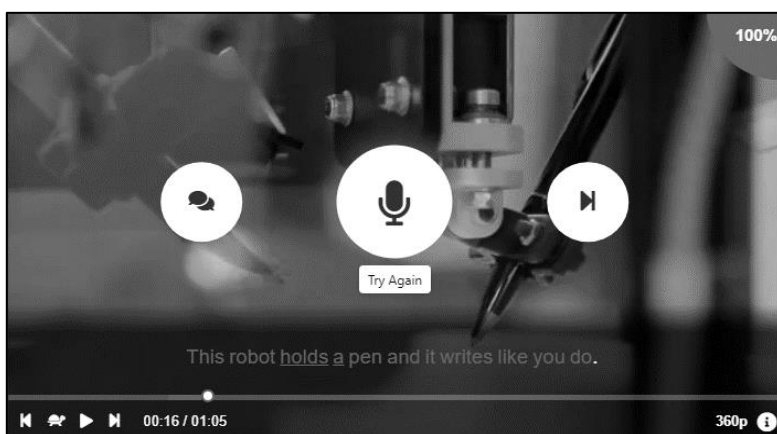 100%
Try Again
This robot holds a pen and it writes like you do.
00:16 / 01:05
360p